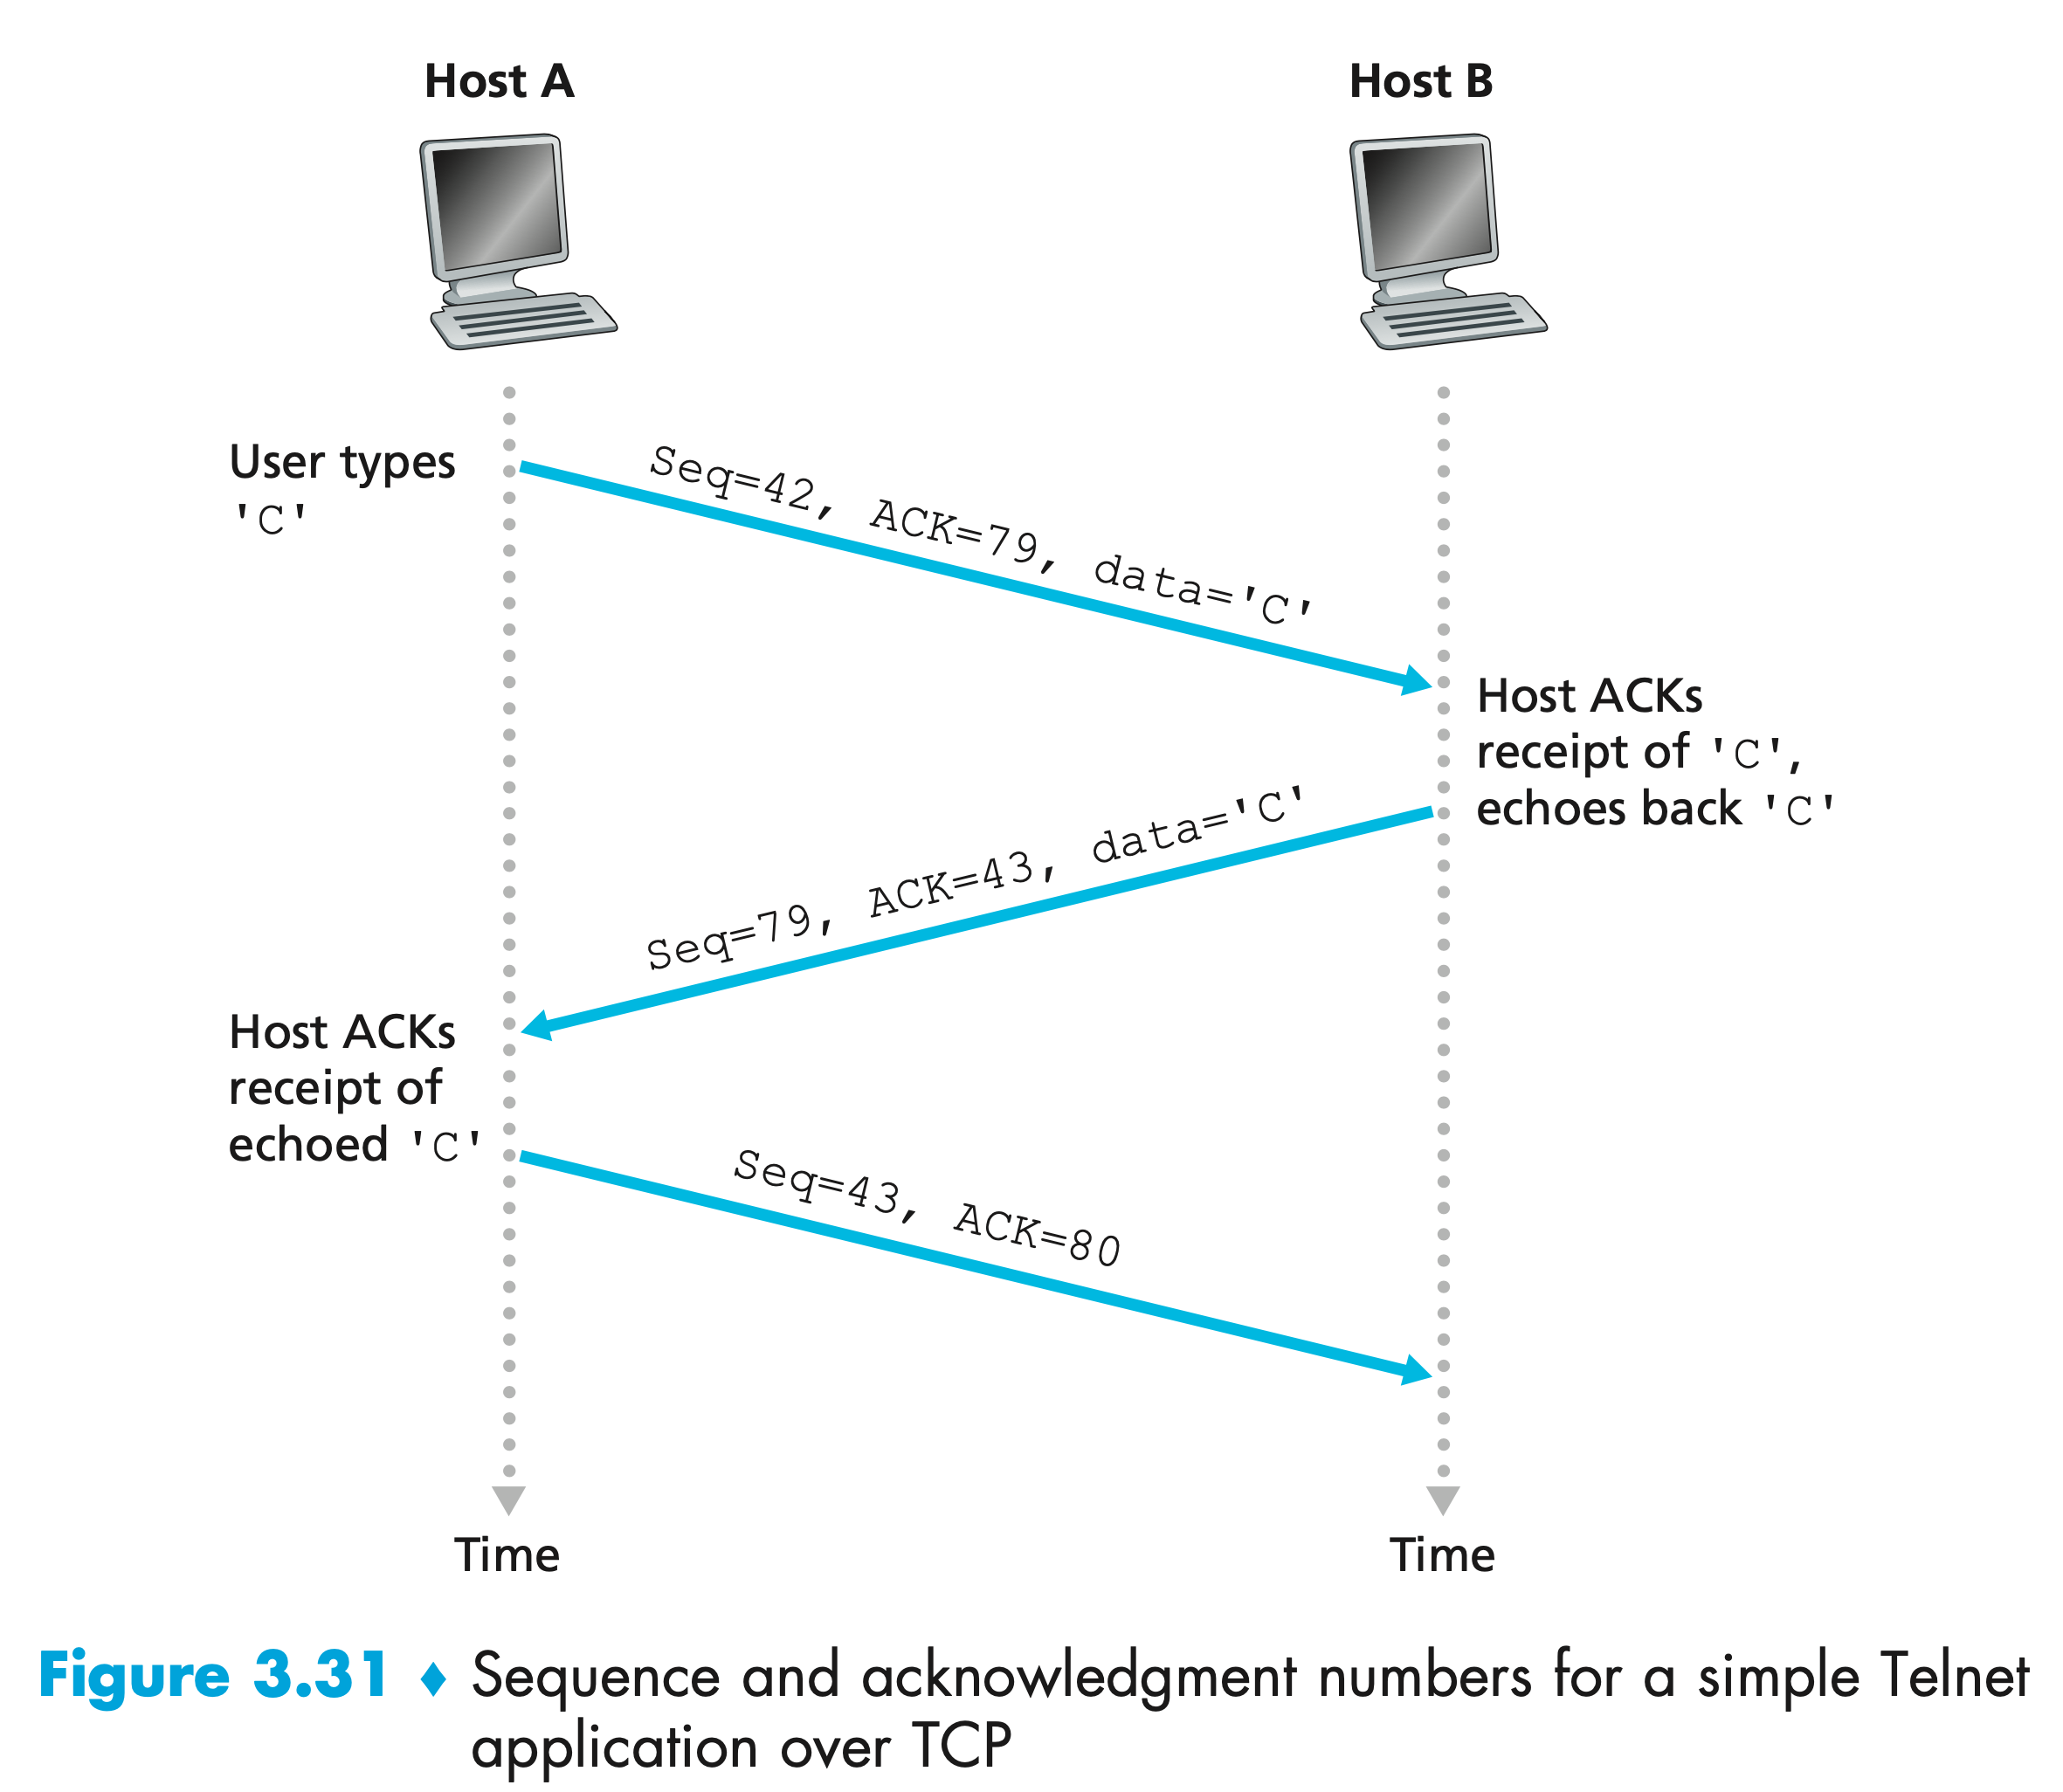 Host A
Host B
User types
'C'
Seq=42, ACK=79, data='C'
Host ACKs
receipt of 'C',
echoes back 'C'
Seq=79, ACK=43, data='C'
Host ACKs
receipt of
echoed 'C'
Seq=43, ACK=80
Time
Time
Figure 3.31 ♦ Sequence and acknowledgment numbers for a simple Telnet
application over TCP